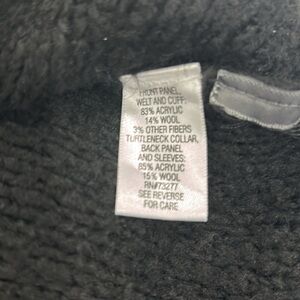 FRONT PANEL,
WELT AND CUFF:
83% ACRYLIC
14% WOOL
3% OTHER FIBERS
TURTLENECK COLLAR,
BACK PANEL
AND SLEEVES:
85% ACRYLIC
15% WOOL
RN#73277
SEE REVERSE
FOR CARE